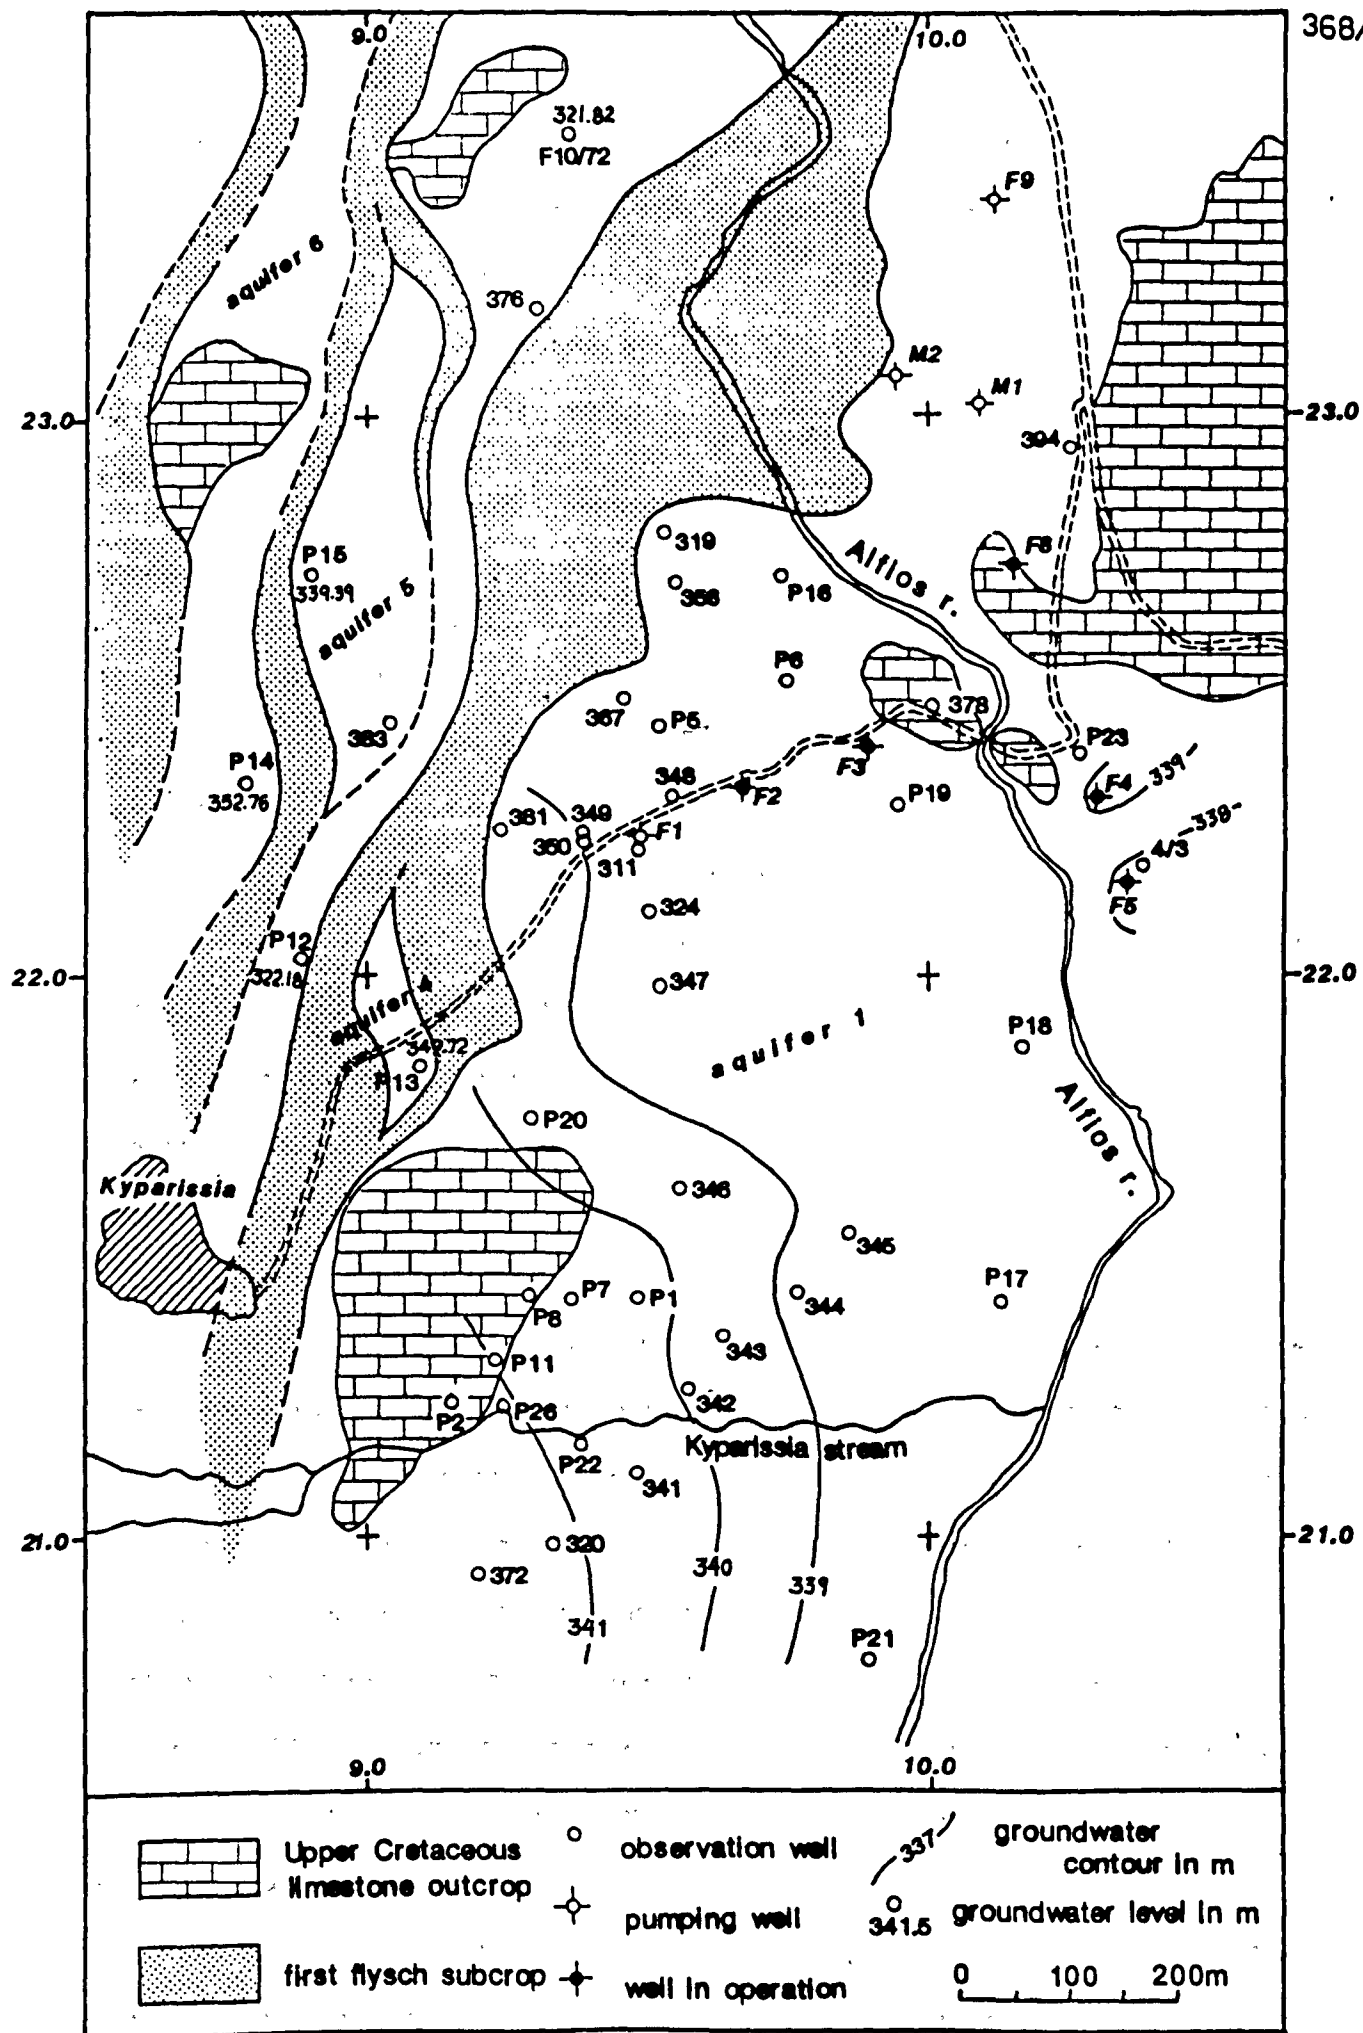 368/
9.0
10.0
321.82
F10/72
F9
aquifer 6
376
M2
M1
23.0
23.0
394
319
Alfios r.
F8
P15
339.39
356
P16
aquifer 5
P6
378
367
P5
383
P23
F3
339
P14
352.76
348
F2
P19
F4
338
381
349
350
F1
311
4/3
F5
324
P12
322.18
22.0
22.0
347
aquifer 4
aquifer 1
P18
342.72
P13
Alfios r.
P20
Kyparissia
346
345
P17
P7
P1
P8
344
343
P11
342
P2
P26
Kyparissia stream
P22
341
21.0
21.0
320
372
340
339
341
P21
9.0
10.0
Upper Cretaceous
limestone outcrop
observation well
337
groundwater
contour in m
pumping well
341.5
groundwater level in m
first flysch subcrop
well in operation
0 100 200m